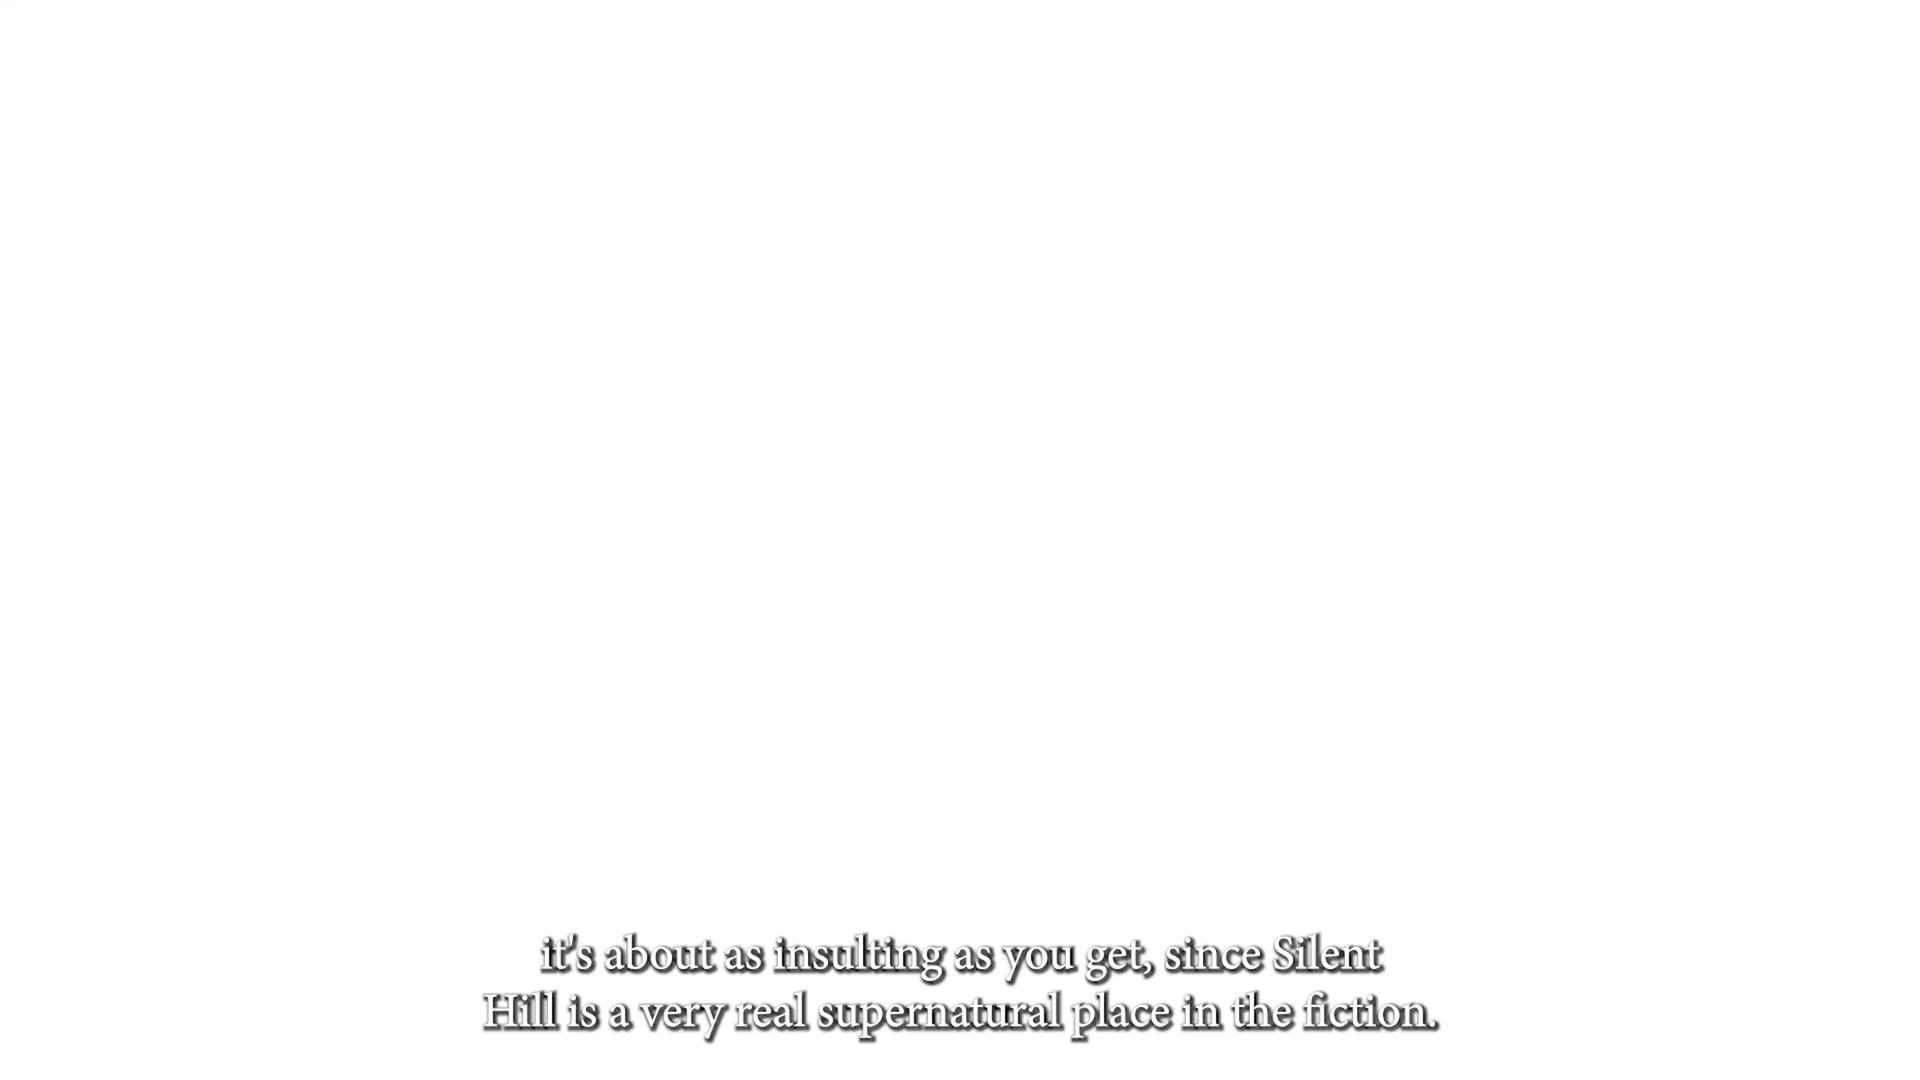 it's about as insulting as you get, since Silent
Hill is a very real supernatural place in the fiction.